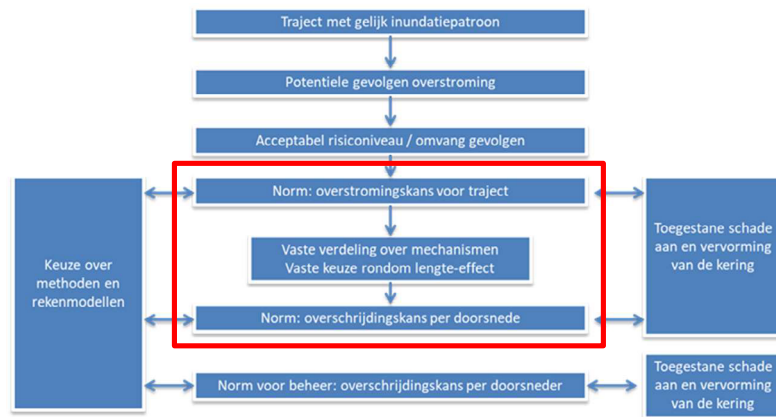 Traject met gelijk inundatiepatroon
Potentiele gevolgen overstroming
Acceptabel risiconiveau / omvang gevolgen
Norm: overstromingskans voor traject
Vaste verdeling over mechanismen
Vaste keuze rondom lengte-effect
Norm: overschrijdingskans per doorsnede
Norm voor beheer: overschrijdingskans per doorsneder
Keuze over
methoden en
rekenmodellen
Toegestane schade
aan en vervorming
van de kering
Toegestane schade
aan en vervorming
van de kering